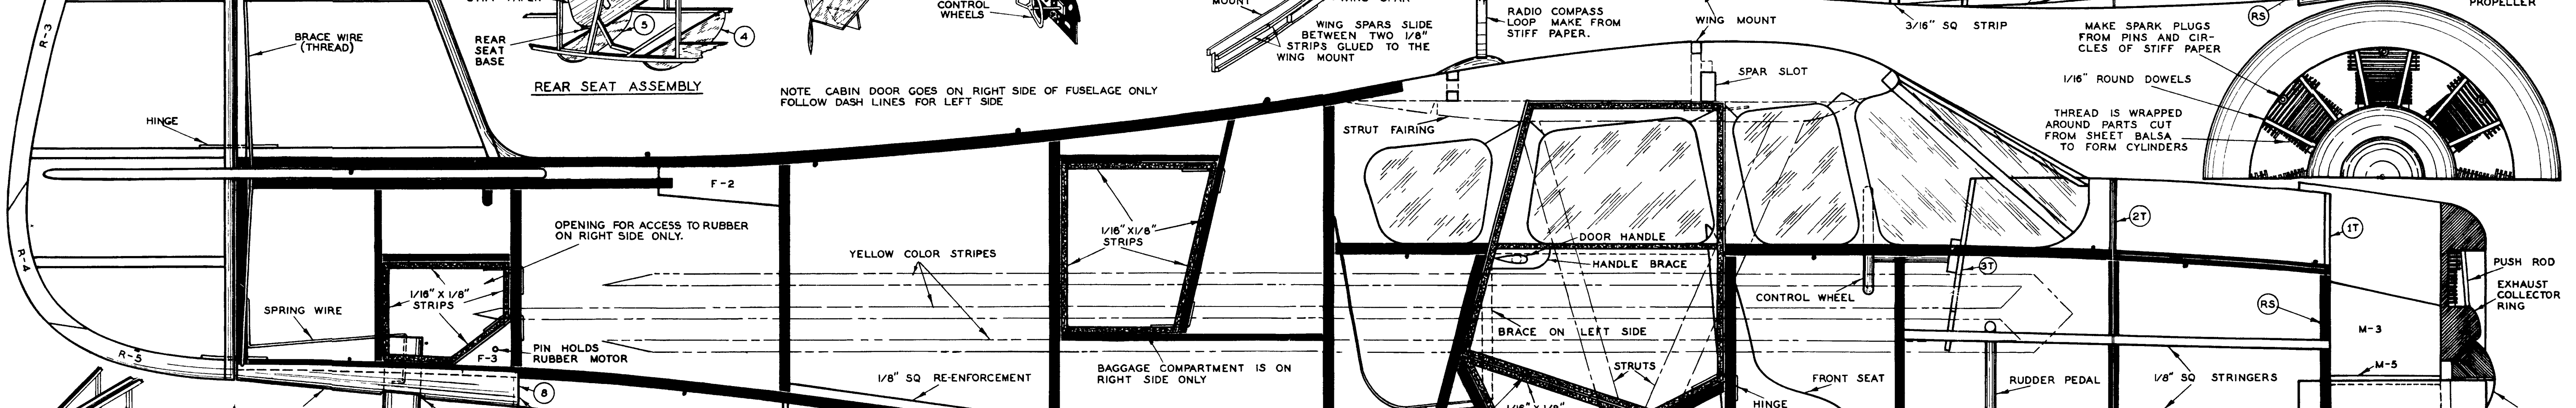 R-3
BRACE WIRE
(THREAD)
HINGE
REAR
SEAT
BASE
5
4
REAR SEAT ASSEMBLY
CONTROL
WHEELS
NOTE CABIN DOOR GOES ON RIGHT SIDE OF FUSELAGE ONLY
FOLLOW DASH LINES FOR LEFT SIDE
MOUNT
WING SPARS SLIDE
BETWEEN TWO 1/8"
STRIPS GLUED TO THE
WING MOUNT
RADIO COMPASS
LOOP MAKE FROM
STIFF PAPER.
WING MOUNT
SPAR SLOT
STRUT FAIRING
3/16" SQ STRIP
RS
PROPELLER
MAKE SPARK PLUGS
FROM PINS AND CIR-
CLES OF STIFF PAPER
1/16" ROUND DOWELS
THREAD IS WRAPPED
AROUND PARTS CUT
FROM SHEET BALSA
TO FORM CYLINDERS
F-2
OPENING FOR ACCESS TO RUBBER
ON RIGHT SIDE ONLY.
YELLOW COLOR STRIPES
1/16" X 1/8"
STRIPS
1/16" X 1/8"
STRIPS
SPRING WIRE
R-4
R-5
F-3
PIN HOLDS
RUBBER MOTOR
8
1/8" SQ RE-ENFORCEMENT
BAGGAGE COMPARTMENT IS ON
RIGHT SIDE ONLY
DOOR HANDLE
HANDLE BRACE
BRACE ON LEFT SIDE
STRUTS
1/16" X 1/8"
HINGE
CONTROL WHEEL
FRONT SEAT
3T
2T
1T
RS
RUDDER PEDAL
1/8" SQ STRINGERS
M-3
M-5
PUSH ROD
EXHAUST
COLLECTOR
RING